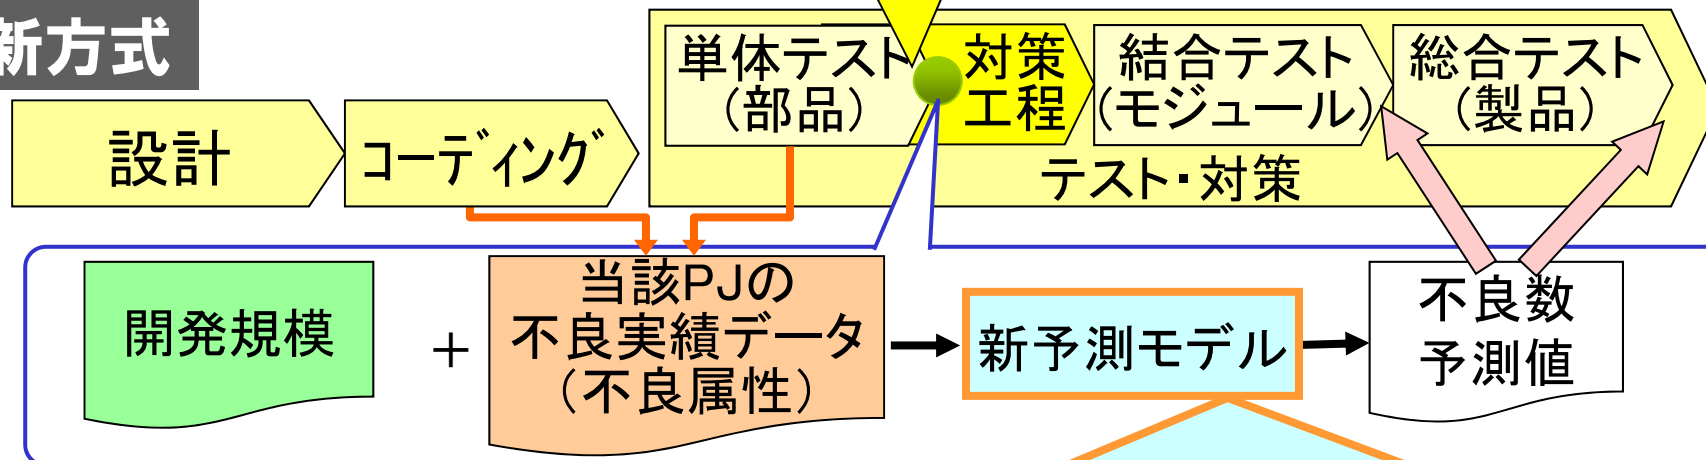 新方式
単体テスト
（部品）
対策
工程
結合テスト
（モジュール）
総合テスト
（製品）
設計
コーディング
テスト・対策
開発規模
＋
当該PJの
不良実績データ
（不良属性）
新予測モデル
不良数
予測値